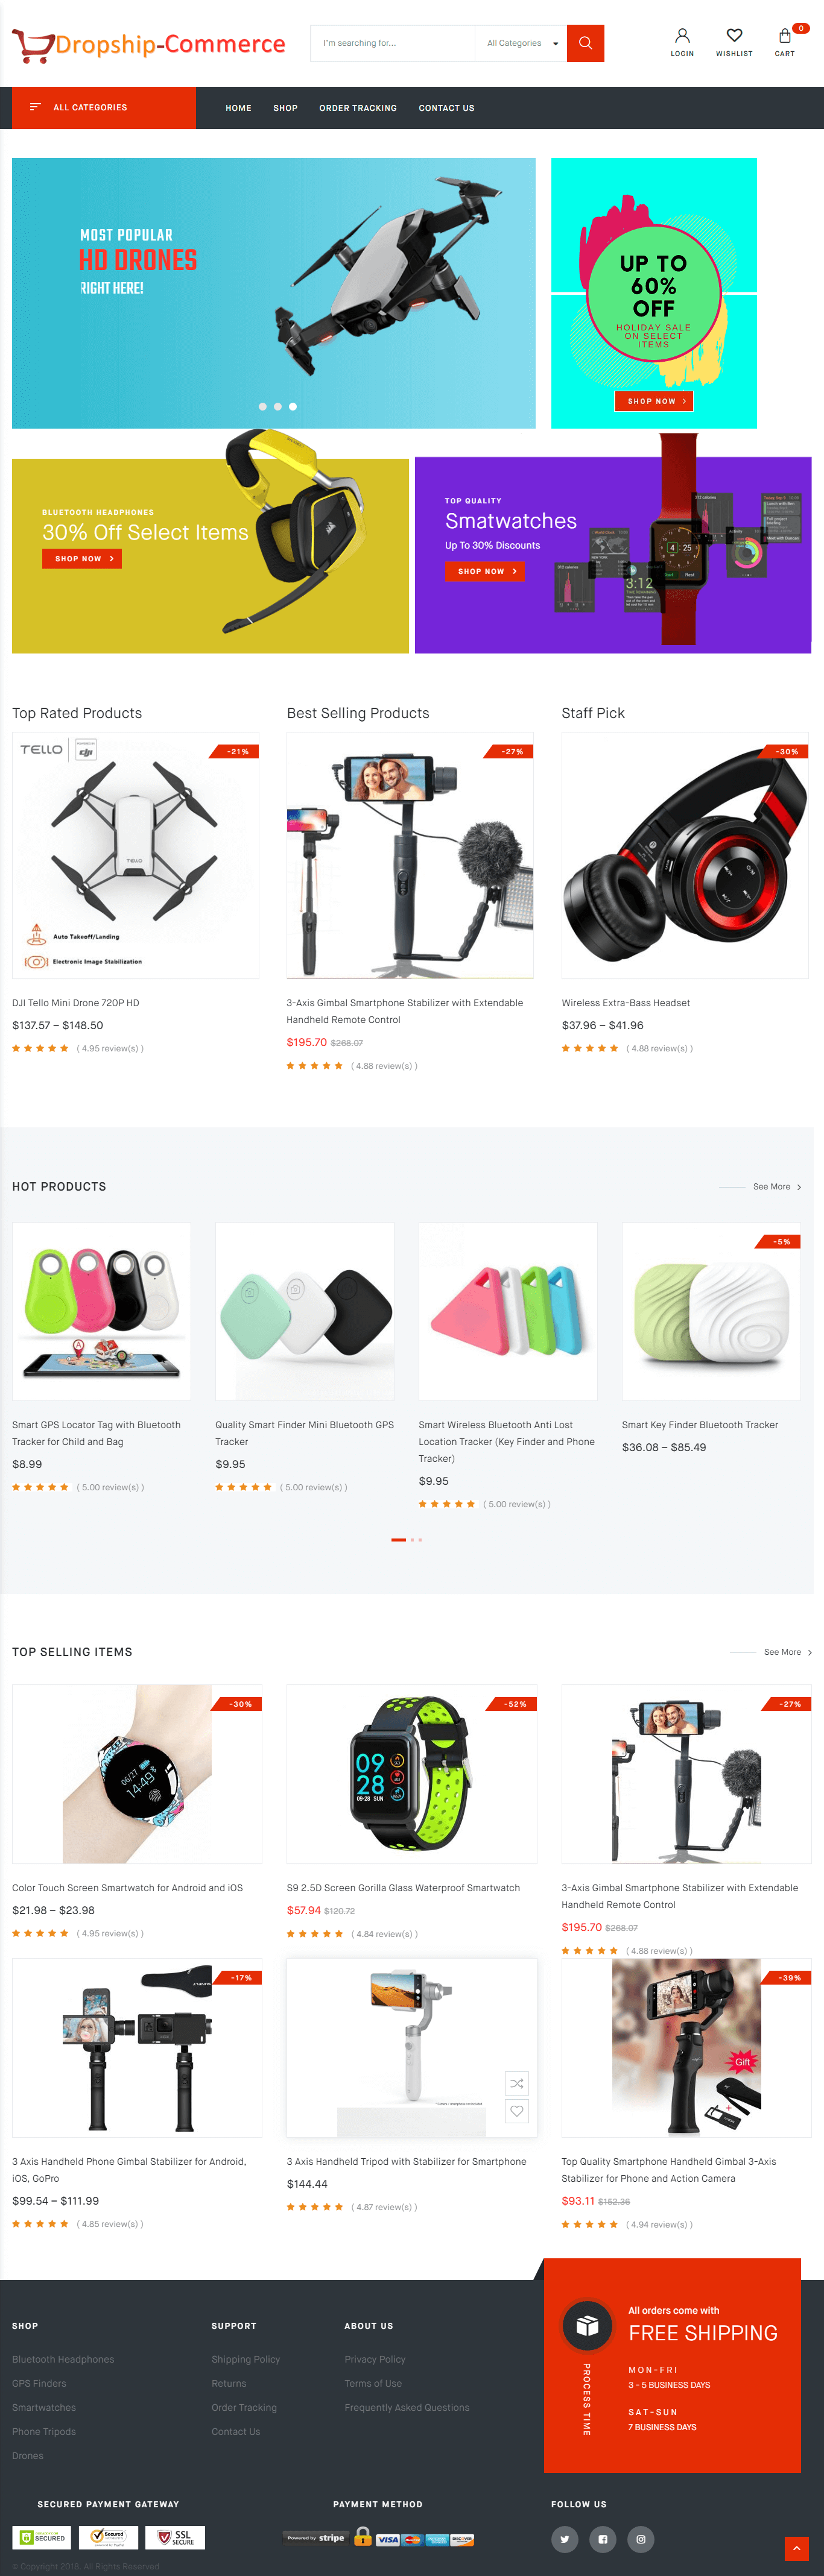 Dropship-Commerce
I'm searching for...
All Categories
LOGIN
WISHLIST
0
CART
ALL CATEGORIES
HOME
SHOP
ORDER TRACKING
CONTACT US
MOST POPULAR
HD DRONES
RIGHT HERE!
UP TO
60%
OFF
HOLIDAY SALE
ON SELECT
ITEMS
SHOP NOW
BLUETOOTH HEADPHONES
30% Off Select Items
SHOP NOW
TOP QUALITY
Smatwatches
Up To 30% Discounts
SHOP NOW
3:12
4
25
Top Rated Products
TELLO
dji
-21%
TELLO
Auto Takeoff/Landing
Electronic Image Stabilization
DJI Tello Mini Drone 720P HD
$137.57 – $148.50
( 4.95 review(s) )
Best Selling Products
-27%
3-Axis Gimbal Smartphone Stabilizer with Extendable
Handheld Remote Control
$195.70 $268.07
( 4.88 review(s) )
Staff Pick
-30%
Wireless Extra-Bass Headset
$37.96 – $41.96
( 4.88 review(s) )
HOT PRODUCTS
See More
A
Smart GPS Locator Tag with Bluetooth
Tracker for Child and Bag
$8.99
( 5.00 review(s) )
Quality Smart Finder Mini Bluetooth GPS
Tracker
$9.95
( 5.00 review(s) )
Smart Wireless Bluetooth Anti Lost
Location Tracker (Key Finder and Phone
Tracker)
$9.95
( 5.00 review(s) )
-5%
Smart Key Finder Bluetooth Tracker
$36.08 – $85.49
TOP SELLING ITEMS
See More
-30%
06/27
14:49
Color Touch Screen Smartwatch for Android and iOS
$21.98 – $23.98
( 4.95 review(s) )
-52%
09
28
09-28 SUN
S9 2.5D Screen Gorilla Glass Waterproof Smartwatch
$57.94 $120.72
( 4.84 review(s) )
-27%
3-Axis Gimbal Smartphone Stabilizer with Extendable
Handheld Remote Control
$195.70 $268.07
( 4.88 review(s) )
-17%
3 Axis Handheld Phone Gimbal Stabilizer for Android,
iOS, GoPro
$99.54 – $111.99
( 4.85 review(s) )
3 Axis Handheld Tripod with Stabilizer for Smartphone
$144.44
( 4.87 review(s) )
-39%
Gift
Top Quality Smartphone Handheld Gimbal 3-Axis
Stabilizer for Phone and Action Camera
$93.11 $152.36
( 4.94 review(s) )
All orders come with
FREE SHIPPING
PROCESS TIME
MON-FRI
3 - 5 BUSINESS DAYS
SAT-SUN
7 BUSINESS DAYS
SHOP
Bluetooth Headphones
GPS Finders
Smartwatches
Phone Tripods
Drones
SUPPORT
Shipping Policy
Returns
Order Tracking
Contact Us
ABOUT US
Privacy Policy
Terms of Use
Frequently Asked Questions
SECURED PAYMENT GATEWAY
SECURED
Secured
SSL
SECURE
PAYMENT METHOD
Powered by stripe
VISA
DISCOVER
FOLLOW US
© Copyright 2018. All Rights Reserved